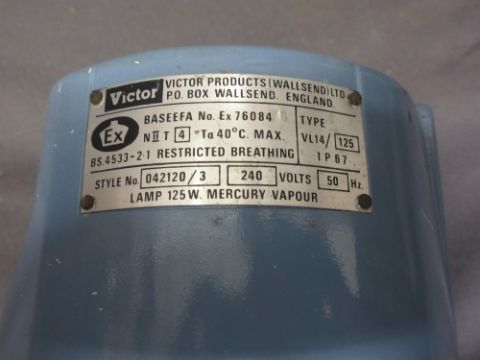 Victor VICTOR PRODUCTS (WALLSEND) LTD
P.O. BOX WALLSEND. ENGLAND.
BASEEFA No. Ex 76084 TYPE
Ex N II T 4 Ta 40°C. MAX. VL14/ 125
BS.4533-2·1 RESTRICTED BREATHING IP67
STYLE No. 042120/3 240 VOLTS 50 Hz.
LAMP 125W. MERCURY VAPOUR